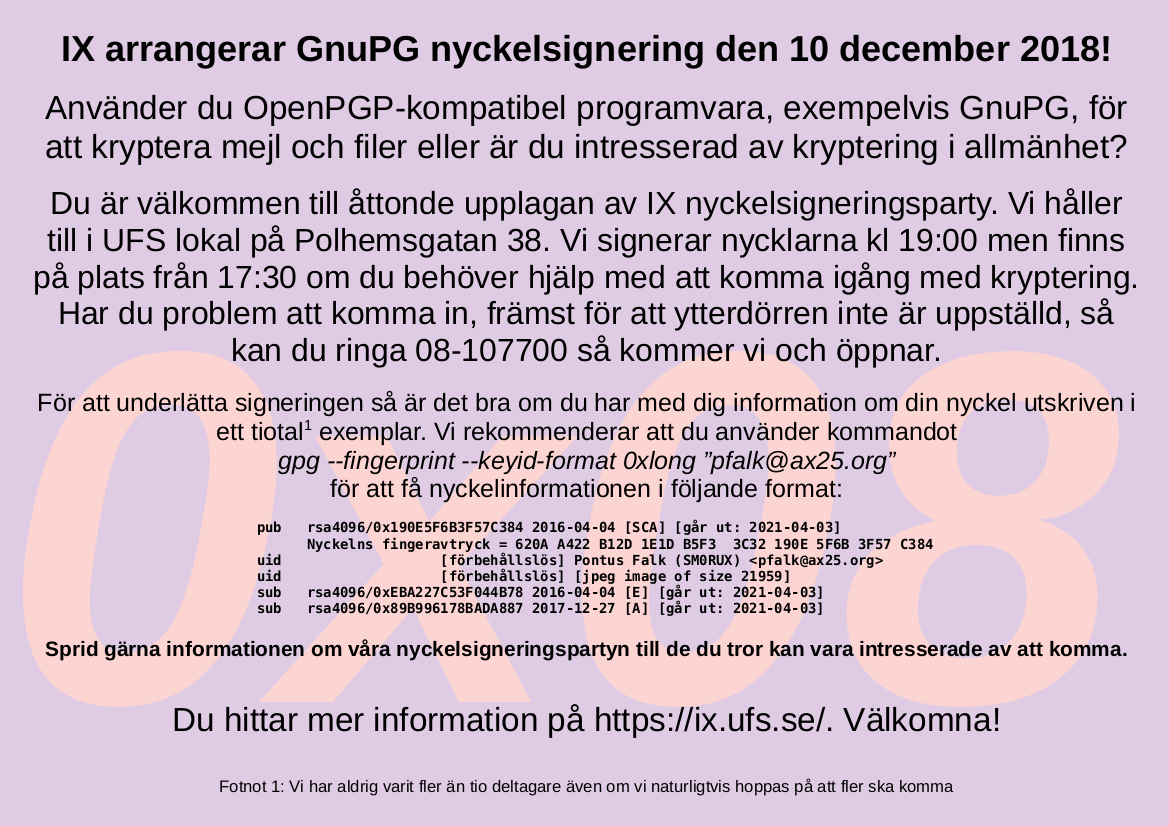 IX arrangerar GnuPG nyckelsignering den 10 december 2018!
Använder du OpenPGP-kompatibel programvara, exempelvis GnuPG, för
att kryptera mejl och filer eller är du intresserad av kryptering i allmänhet?
Du är välkommen till åttonde upplagan av IX nyckelsigneringsparty. Vi håller
till i UFS lokal på Polhemsgatan 38. Vi signerar nycklarna kl 19:00 men finns
på plats från 17:30 om du behöver hjälp med att komma igång med kryptering.
Har du problem att komma in, främst för att ytterdörren inte är uppställd, så
kan du ringa 08-107700 så kommer vi och öppnar.
0x08
För att underlätta signeringen så är det bra om du har med dig information om din nyckel utskriven i
ett tiotal¹ exemplar. Vi rekommenderar att du använder kommandot
gpg --fingerprint --keyid-format 0xlong ”pfalk@ax25.org”
för att få nyckelinformationen i följande format:
pub rsa4096/0x190E5F6B3F57C384 2016-04-04 [SCA] [går ut: 2021-04-03]
Nyckelns fingeravtryck = 620A A422 B12D 1E1D B5F3  3C32 190E 5F6B 3F57 C384
uid [förbehållslös] Pontus Falk (SM0RUX) <pfalk@ax25.org>
uid [förbehållslös] [jpeg image of size 21959]
sub rsa4096/0xEBA227C53F044B78 2016-04-04 [E] [går ut: 2021-04-03]
sub rsa4096/0x89B996178BADA887 2017-12-27 [A] [går ut: 2021-04-03]
Sprid gärna informationen om våra nyckelsigneringspartyn till de du tror kan vara intresserade av att komma.
Du hittar mer information på https://ix.ufs.se/. Välkomna!
Fotnot 1: Vi har aldrig varit fler än tio deltagare även om vi naturligtvis hoppas på att fler ska komma